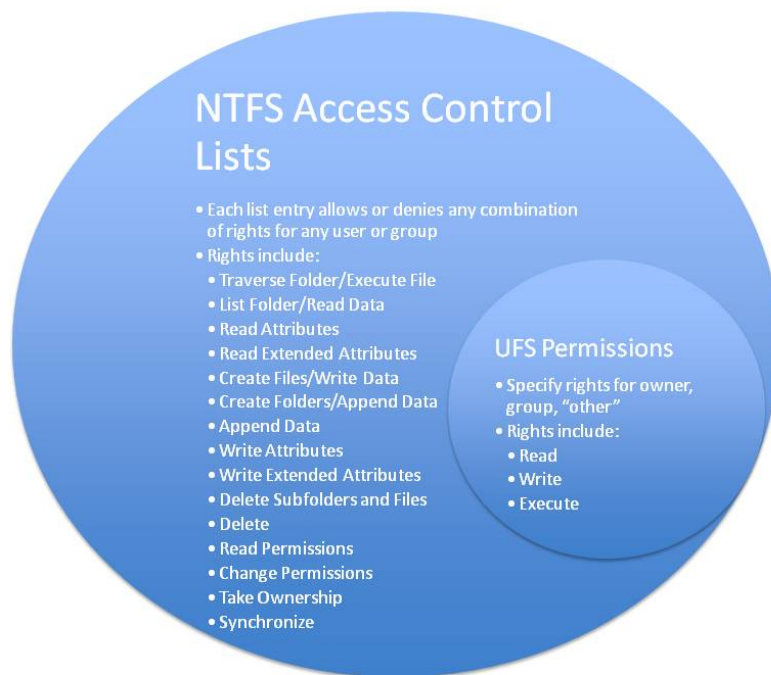 NTFS Access Control
Lists
• Each list entry allows or denies any combination
of rights for any user or group
• Rights include:
• Traverse Folder/Execute File
• List Folder/Read Data
• Read Attributes
• Read Extended Attributes
• Create Files/Write Data
• Create Folders/Append Data
• Append Data
• Write Attributes
• Write Extended Attributes
• Delete Subfolders and Files
• Delete
• Read Permissions
• Change Permissions
• Take Ownership
• Synchronize
UFS Permissions
• Specify rights for owner,
group, “other”
• Rights include:
• Read
• Write
• Execute